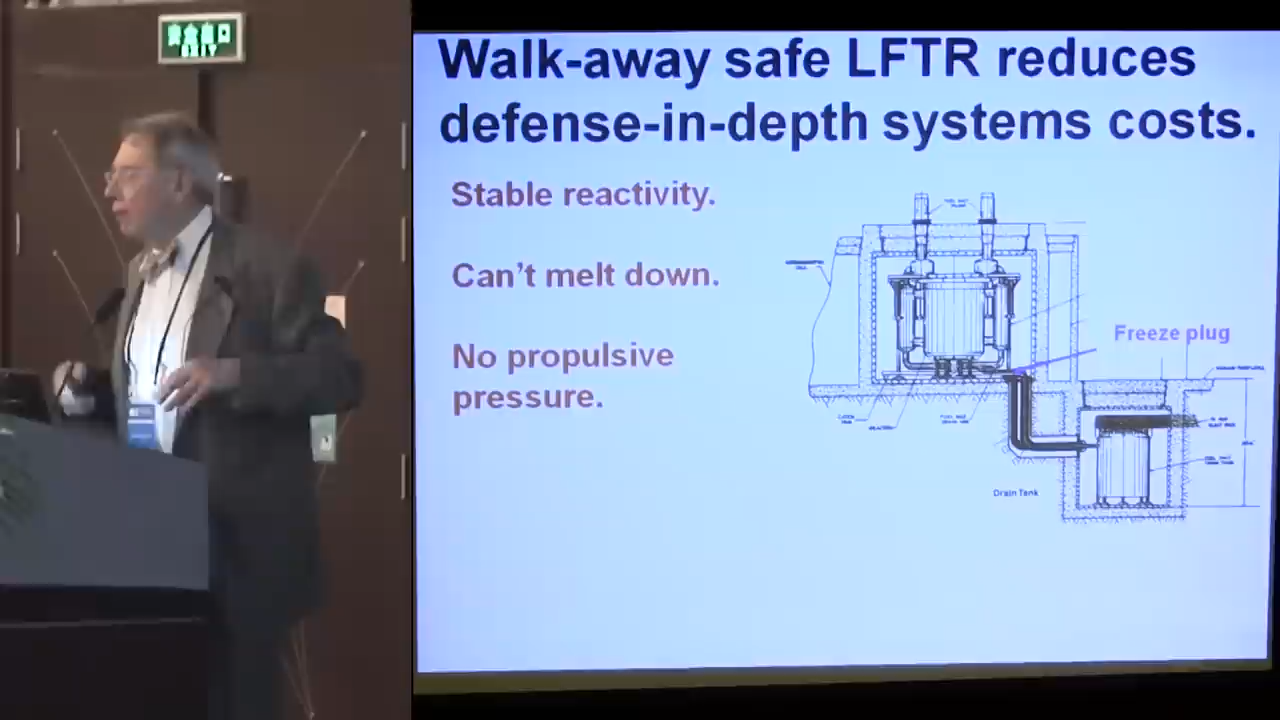 EXIT
Walk-away safe LFTR reduces
defense-in-depth systems costs.
Stable reactivity.
Can't melt down.
No propulsive
pressure.
Freeze plug
Drain Tank